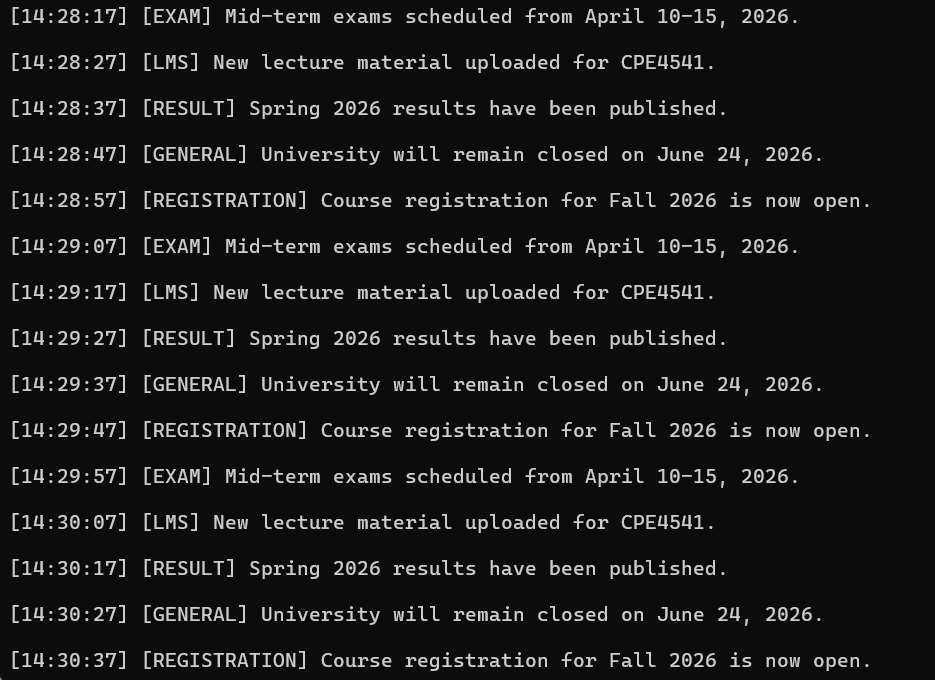 [14:28:17] [EXAM] Mid-term exams scheduled from April 10-15, 2026.
[14:28:27] [LMS] New lecture material uploaded for CPE4541.
[14:28:37] [RESULT] Spring 2026 results have been published.
[14:28:47] [GENERAL] University will remain closed on June 24, 2026.
[14:28:57] [REGISTRATION] Course registration for Fall 2026 is now open.
[14:29:07] [EXAM] Mid-term exams scheduled from April 10-15, 2026.
[14:29:17] [LMS] New lecture material uploaded for CPE4541.
[14:29:27] [RESULT] Spring 2026 results have been published.
[14:29:37] [GENERAL] University will remain closed on June 24, 2026.
[14:29:47] [REGISTRATION] Course registration for Fall 2026 is now open.
[14:29:57] [EXAM] Mid-term exams scheduled from April 10-15, 2026.
[14:30:07] [LMS] New lecture material uploaded for CPE4541.
[14:30:17] [RESULT] Spring 2026 results have been published.
[14:30:27] [GENERAL] University will remain closed on June 24, 2026.
[14:30:37] [REGISTRATION] Course registration for Fall 2026 is now open.